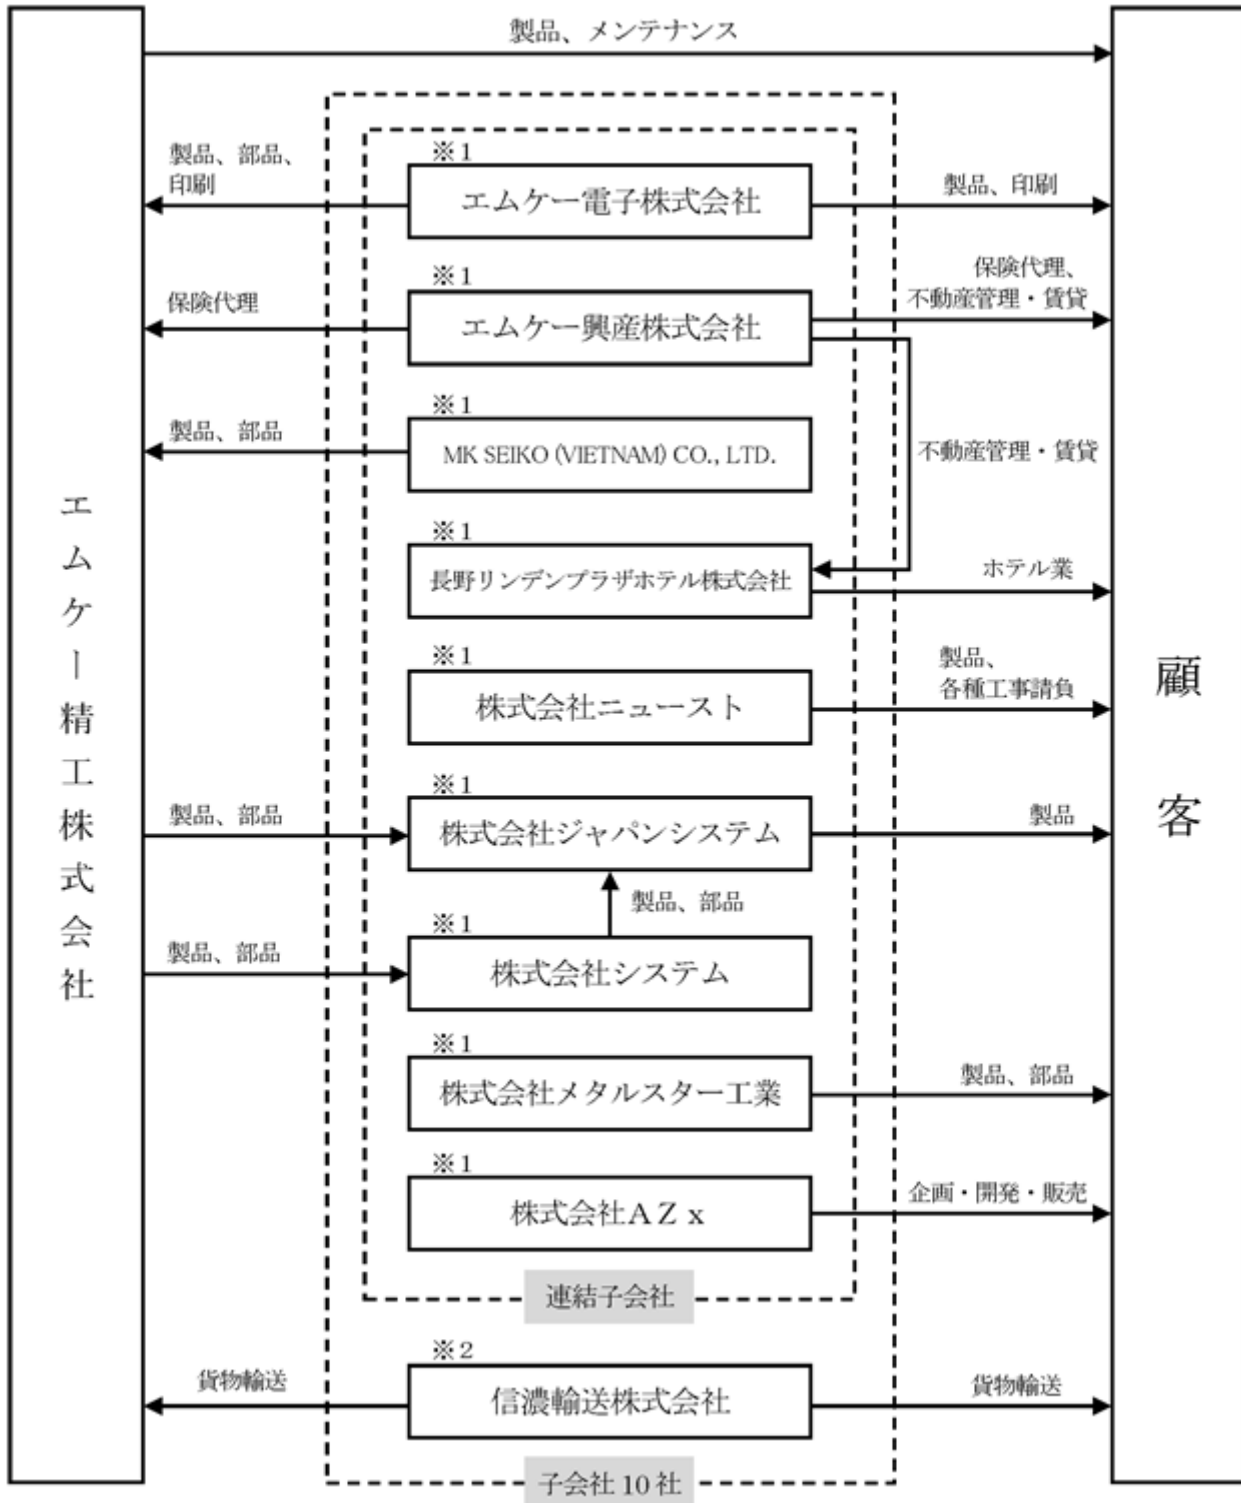 製品、メンテナンス
エムケー精工株式会社
顧客
※1
製品、部品、
印刷
エムケー電子株式会社
製品、印刷
※1
保険代理
エムケー興産株式会社
保険代理、
不動産管理・賃貸
※1
製品、部品
MK SEIKO (VIETNAM) CO., LTD.
不動産管理・賃貸
※1
長野リンデンプラザホテル株式会社
ホテル業
※1
株式会社ニュースト
製品、
各種工事請負
※1
製品、部品
株式会社ジャパンシステム
製品
製品、部品
※1
製品、部品
株式会社システム
※1
株式会社メタルスター工業
製品、部品
※1
株式会社AZx
企画・開発・販売
連結子会社
※2
貨物輸送
信濃輸送株式会社
貨物輸送
子会社10社